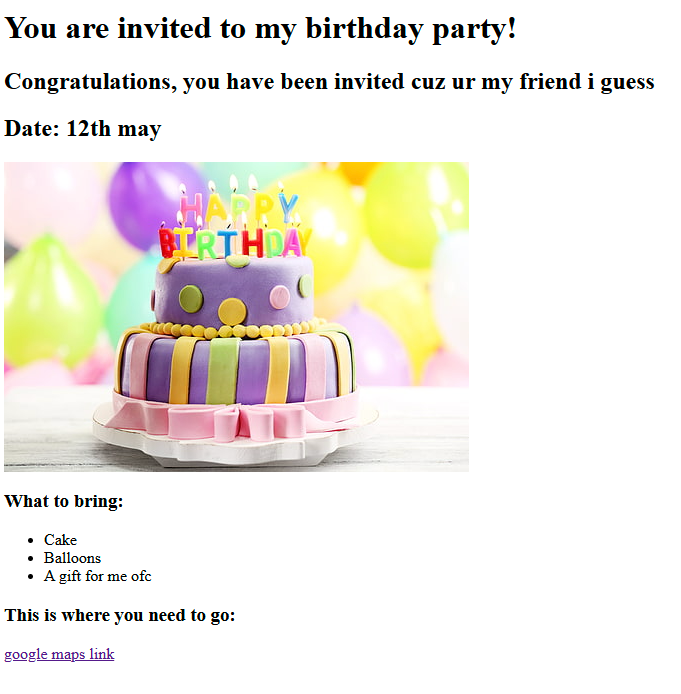 You are invited to my birthday party!
Congratulations, you have been invited cuz ur my friend i guess
Date: 12th may
HAPPY
BIRTHDAY
What to bring:
Cake
Balloons
A gift for me ofc
This is where you need to go:
google maps link